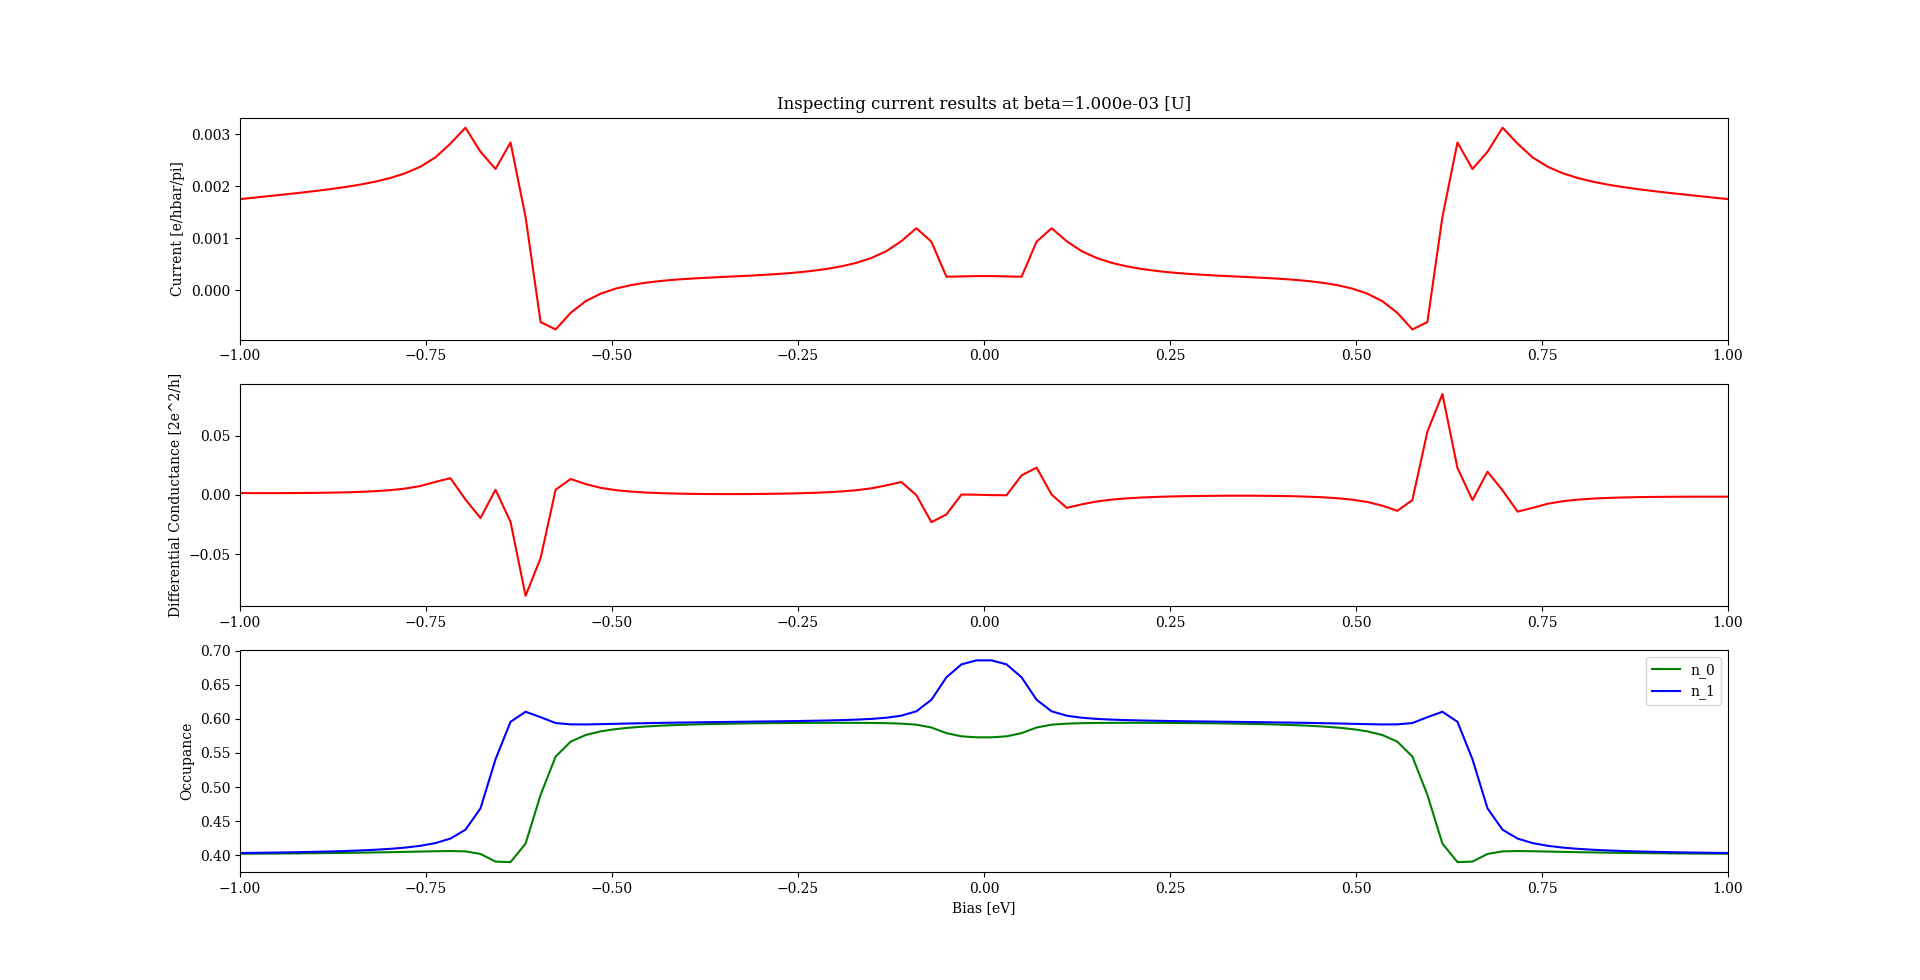 Inspecting current results at beta=1.000e-03 [U]
Current [e/hbar/pi]
0.003
0.002
0.001
0.000
−1.00 −0.75 −0.50 −0.25 0.00 0.25 0.50 0.75 1.00
Differential Conductance [2e^2/h]
0.05
0.00
−0.05
−1.00 −0.75 −0.50 −0.25 0.00 0.25 0.50 0.75 1.00
Occupance
0.70
0.65
0.60
0.55
0.50
0.45
0.40
n_0
n_1
−1.00 −0.75 −0.50 −0.25 0.00 0.25 0.50 0.75 1.00
Bias [eV]